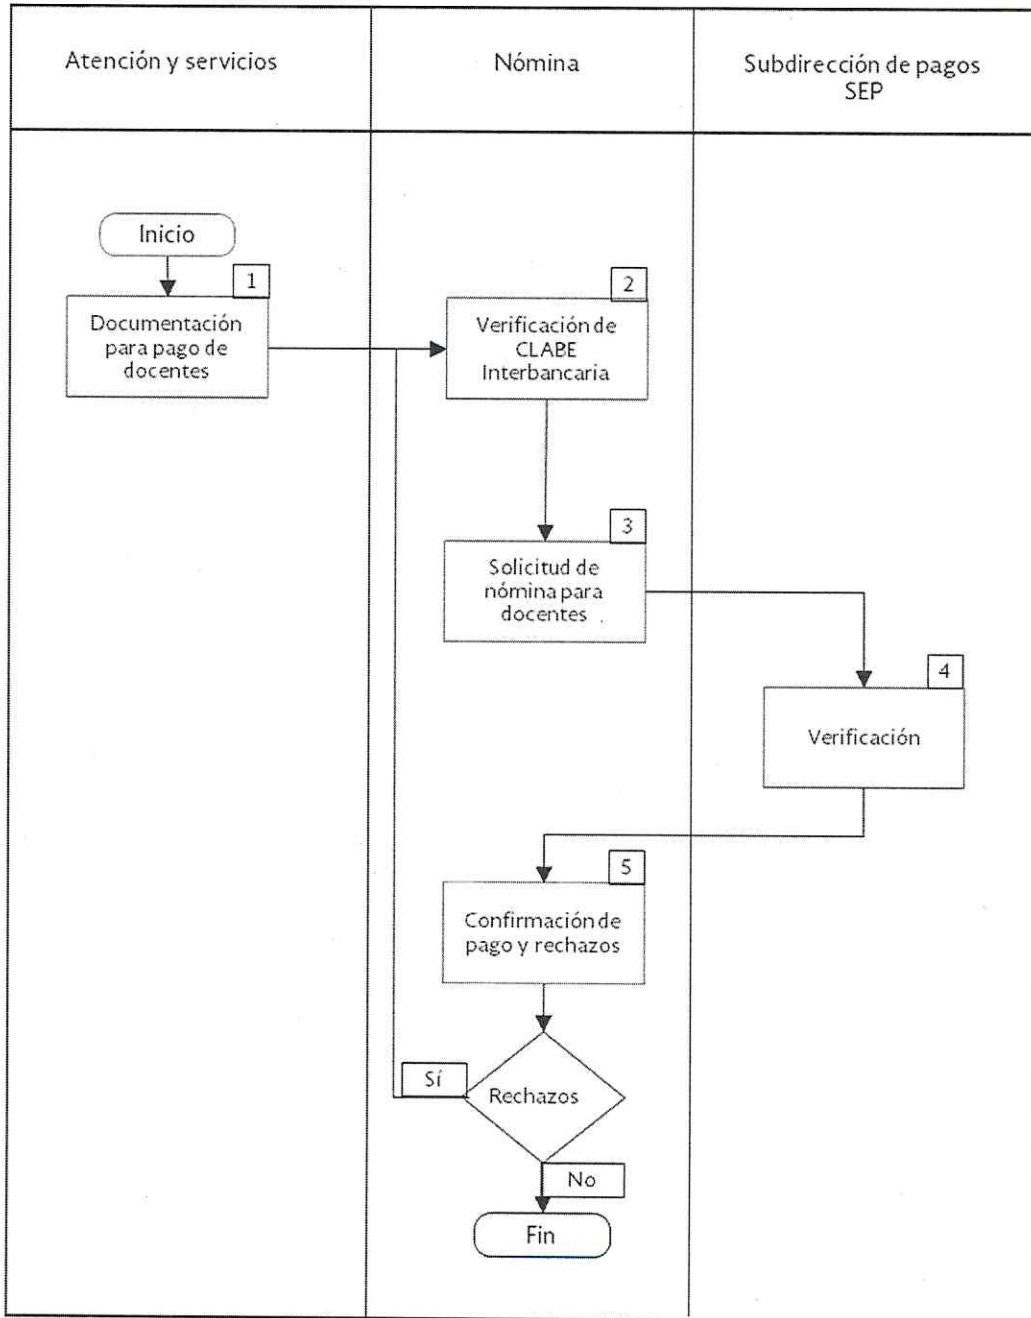 Atención y servicios
Nómina
Subdirección de pagos
SEP
Inicio
1
Documentación
para pago de
docentes
2
Verificación de
CLABE
Interbancaria
3
Solicitud de
nómina para
docentes
4
Verificación
5
Confirmación de
pago y rechazos
Sí
Rechazos
No
Fin